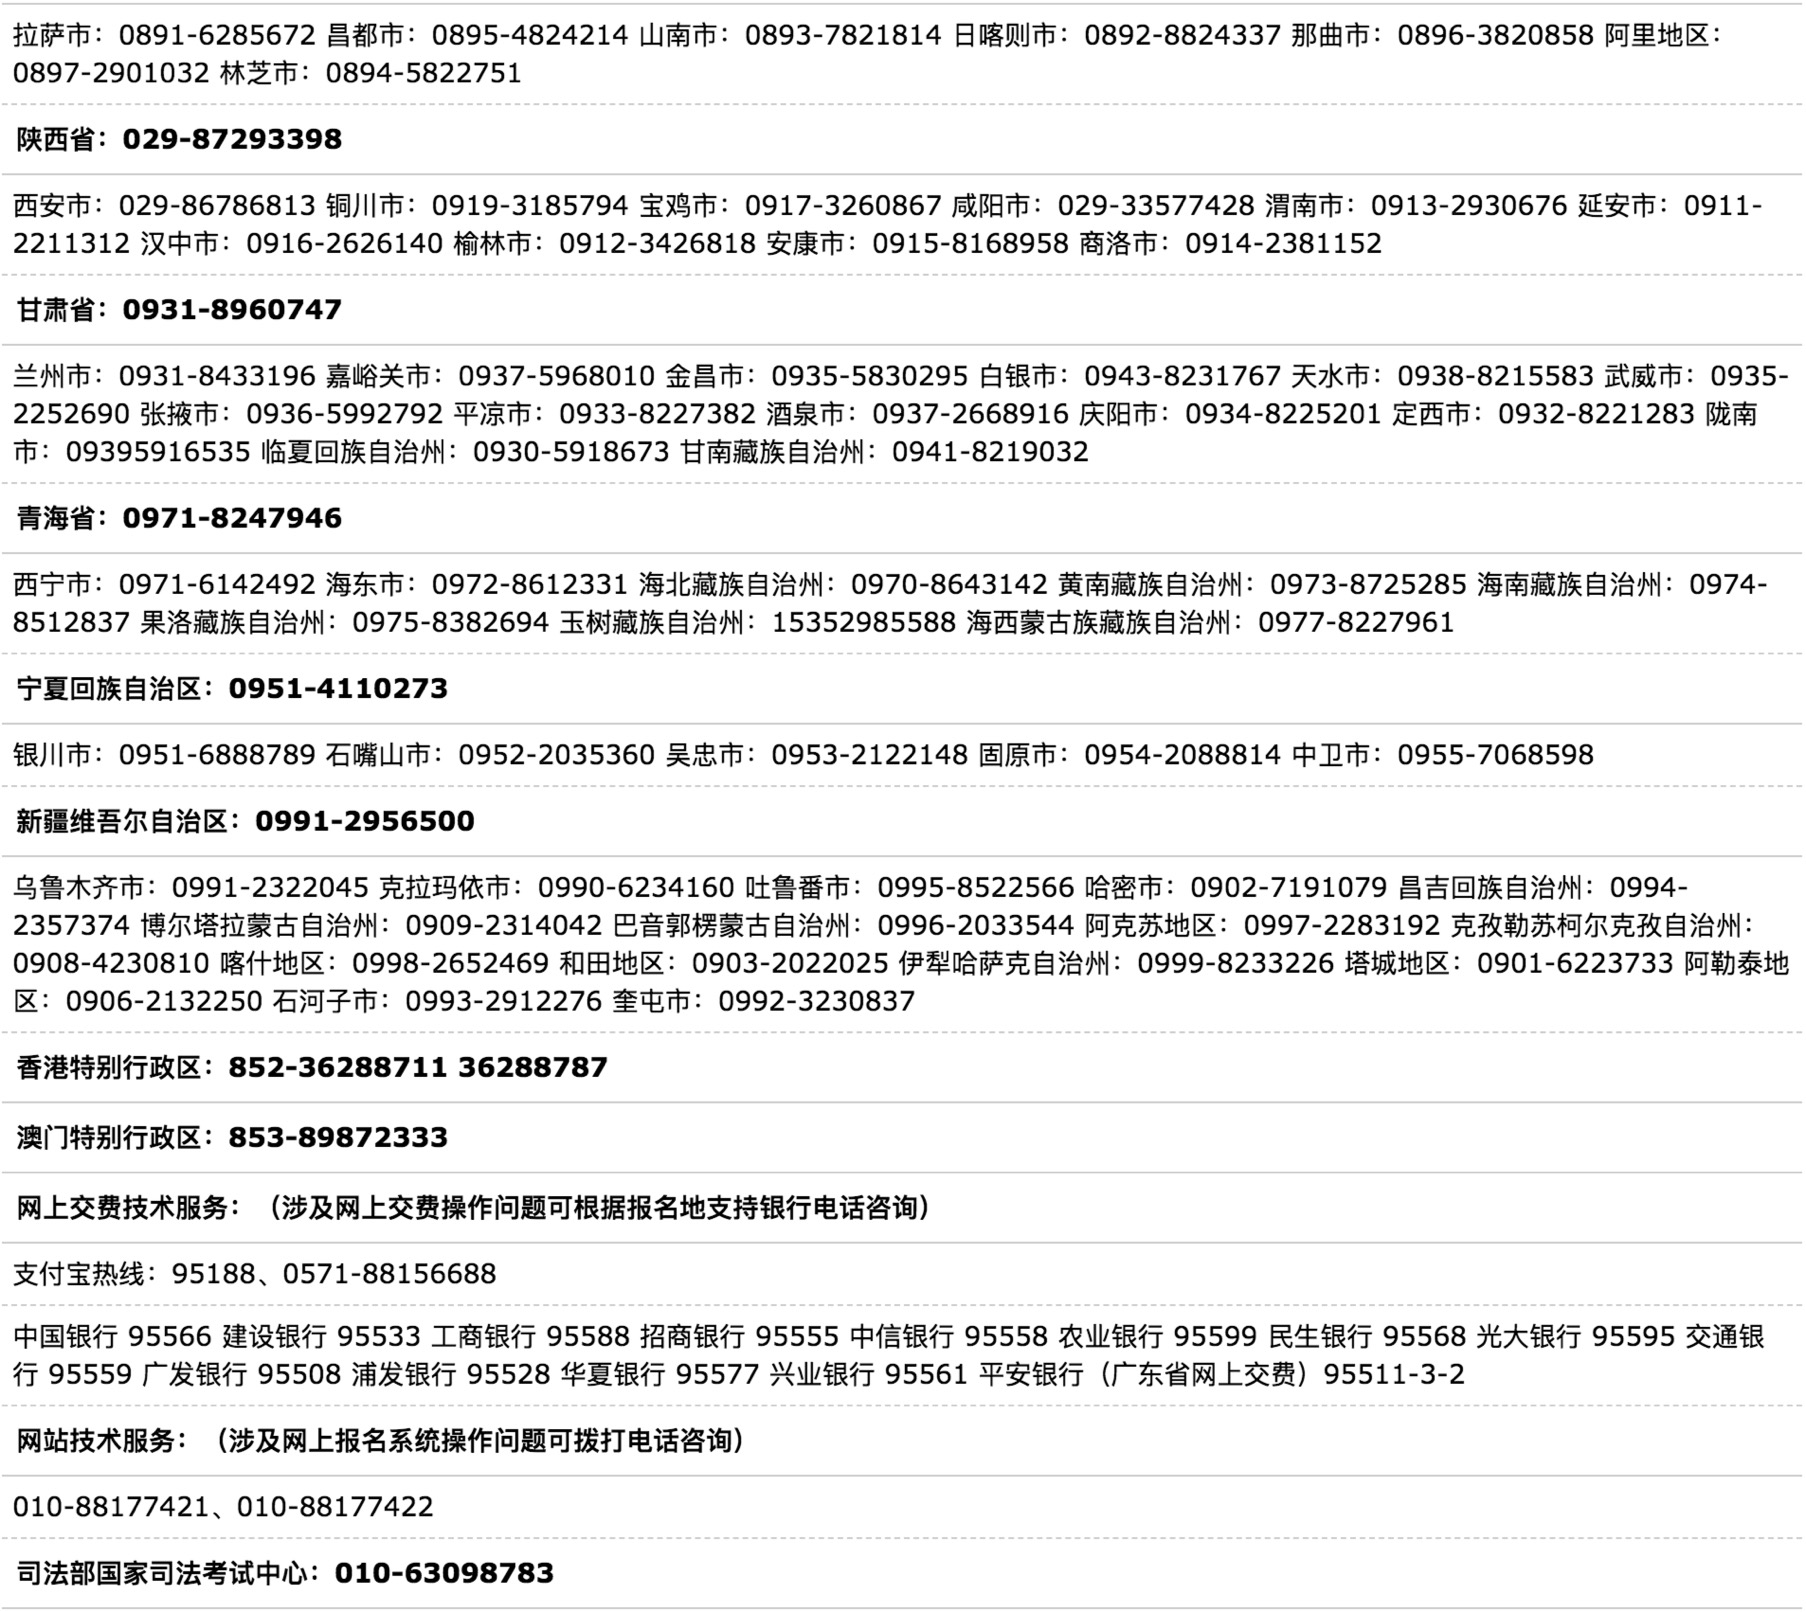 拉萨市：0891-6285672 昌都市：0895-4824214 山南市：0893-7821814 日喀则市：0892-8824337 那曲市：0896-3820858 阿里地区：
0897-2901032 林芝市：0894-5822751
陕西省：029-87293398
西安市：029-86786813 铜川市：0919-3185794 宝鸡市：0917-3260867 咸阳市：029-33577428 渭南市：0913-2930676 延安市：0911-
2211312 汉中市：0916-2626140 榆林市：0912-3426818 安康市：0915-8168958 商洛市：0914-2381152
甘肃省：0931-8960747
兰州市：0931-8433196 嘉峪关市：0937-5968010 金昌市：0935-5830295 白银市：0943-8231767 天水市：0938-8215583 武威市：0935-
2252690 张掖市：0936-5992792 平凉市：0933-8227382 酒泉市：0937-2668916 庆阳市：0934-8225201 定西市：0932-8221283 陇南
市：09395916535 临夏回族自治州：0930-5918673 甘南藏族自治州：0941-8219032
青海省：0971-8247946
西宁市：0971-6142492 海东市：0972-8612331 海北藏族自治州：0970-8643142 黄南藏族自治州：0973-8725285 海南藏族自治州：0974-
8512837 果洛藏族自治州：0975-8382694 玉树藏族自治州：15352985588 海西蒙古族藏族自治州：0977-8227961
宁夏回族自治区：0951-4110273
银川市：0951-6888789 石嘴山市：0952-2035360 吴忠市：0953-2122148 固原市：0954-2088814 中卫市：0955-7068598
新疆维吾尔自治区：0991-2956500
乌鲁木齐市：0991-2322045 克拉玛依市：0990-6234160 吐鲁番市：0995-8522566 哈密市：0902-7191079 昌吉回族自治州：0994-
2357374 博尔塔拉蒙古自治州：0909-2314042 巴音郭楞蒙古自治州：0996-2033544 阿克苏地区：0997-2283192 克孜勒苏柯尔克孜自治州：
0908-4230810 喀什地区：0998-2652469 和田地区：0903-2022025 伊犁哈萨克自治州：0999-8233226 塔城地区：0901-6223733 阿勒泰地
区：0906-2132250 石河子市：0993-2912276 奎屯市：0992-3230837
香港特别行政区：852-36288711 36288787
澳门特别行政区：853-89872333
网上交费技术服务：（涉及网上交费操作问题可根据报名地支持银行电话咨询）
支付宝热线：95188、0571-88156688
中国银行 95566 建设银行 95533 工商银行 95588 招商银行 95555 中信银行 95558 农业银行 95599 民生银行 95568 光大银行 95595 交通银
行 95559 广发银行 95508 浦发银行 95528 华夏银行 95577 兴业银行 95561 平安银行（广东省网上交费）95511-3-2
网站技术服务：（涉及网上报名系统操作问题可拨打电话咨询）
010-88177421、010-88177422
司法部国家司法考试中心：010-63098783